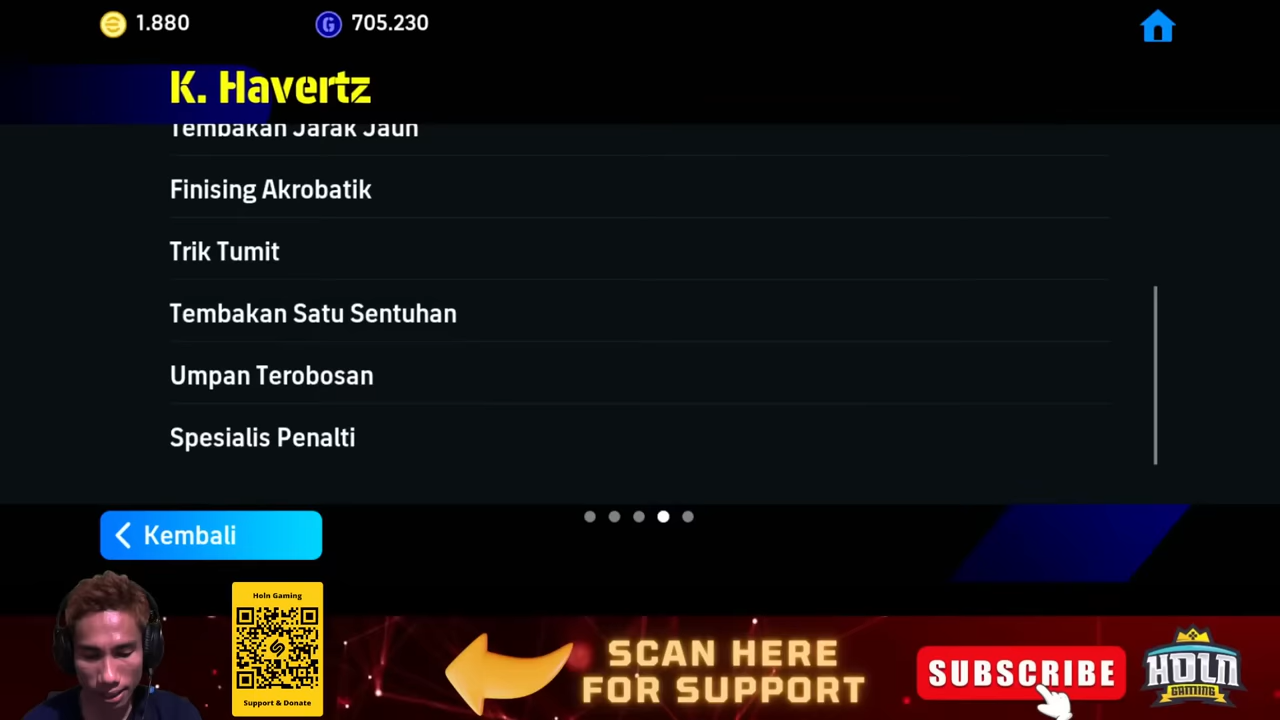 1.880
705.230
K. Havertz
Tembakan Jarak Jauh
Finising Akrobatik
Trik Tumit
Tembakan Satu Sentuhan
Umpan Terobosan
Spesialis Penalti
Kembali
Holn Gaming
Support & Donate
SCAN HERE
FOR SUPPORT
SUBSCRIBE
HOLN
GAMING